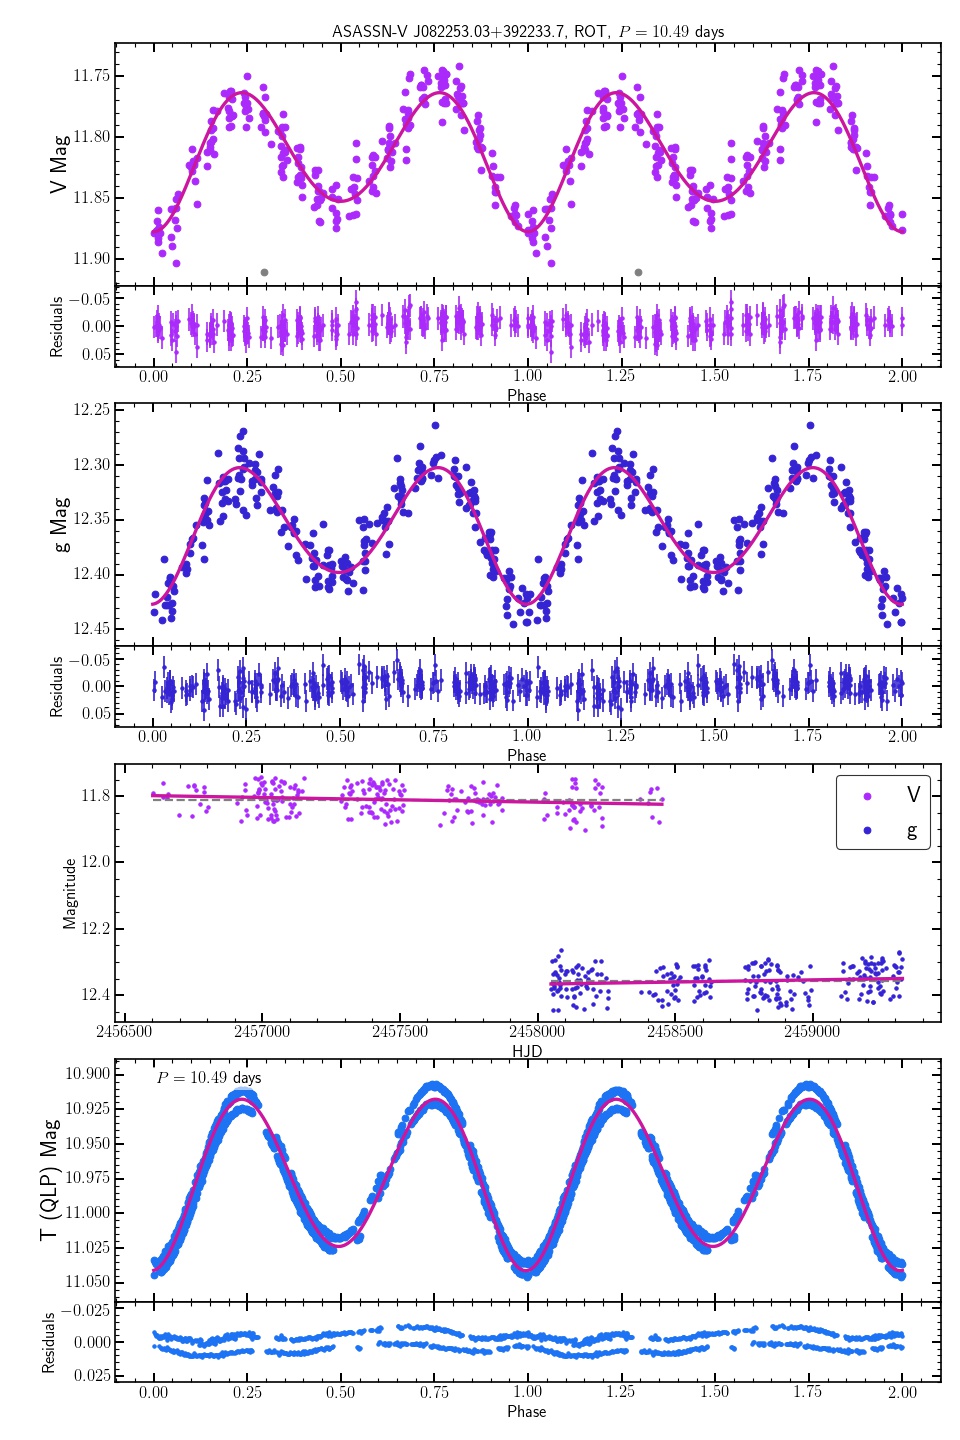 ASASSN-V J082253.03+392233.7, ROT, P = 10.49 days
V Mag
11.75
11.80
11.85
11.90
Residuals
−0.05
0.00
0.05
0.00 0.25 0.50 0.75 1.00 1.25 1.50 1.75 2.00
Phase
g Mag
12.25
12.30
12.35
12.40
12.45
Residuals
−0.05
0.00
0.05
0.00 0.25 0.50 0.75 1.00 1.25 1.50 1.75 2.00
Phase
Magnitude
11.8
12.0
12.2
12.4
V
g
2456500 2457000 2457500 2458000 2458500 2459000
HJD
P = 10.49 days
T (QLP) Mag
10.900
10.925
10.950
10.975
11.000
11.025
11.050
Residuals
−0.025
0.000
0.025
0.00 0.25 0.50 0.75 1.00 1.25 1.50 1.75 2.00
Phase